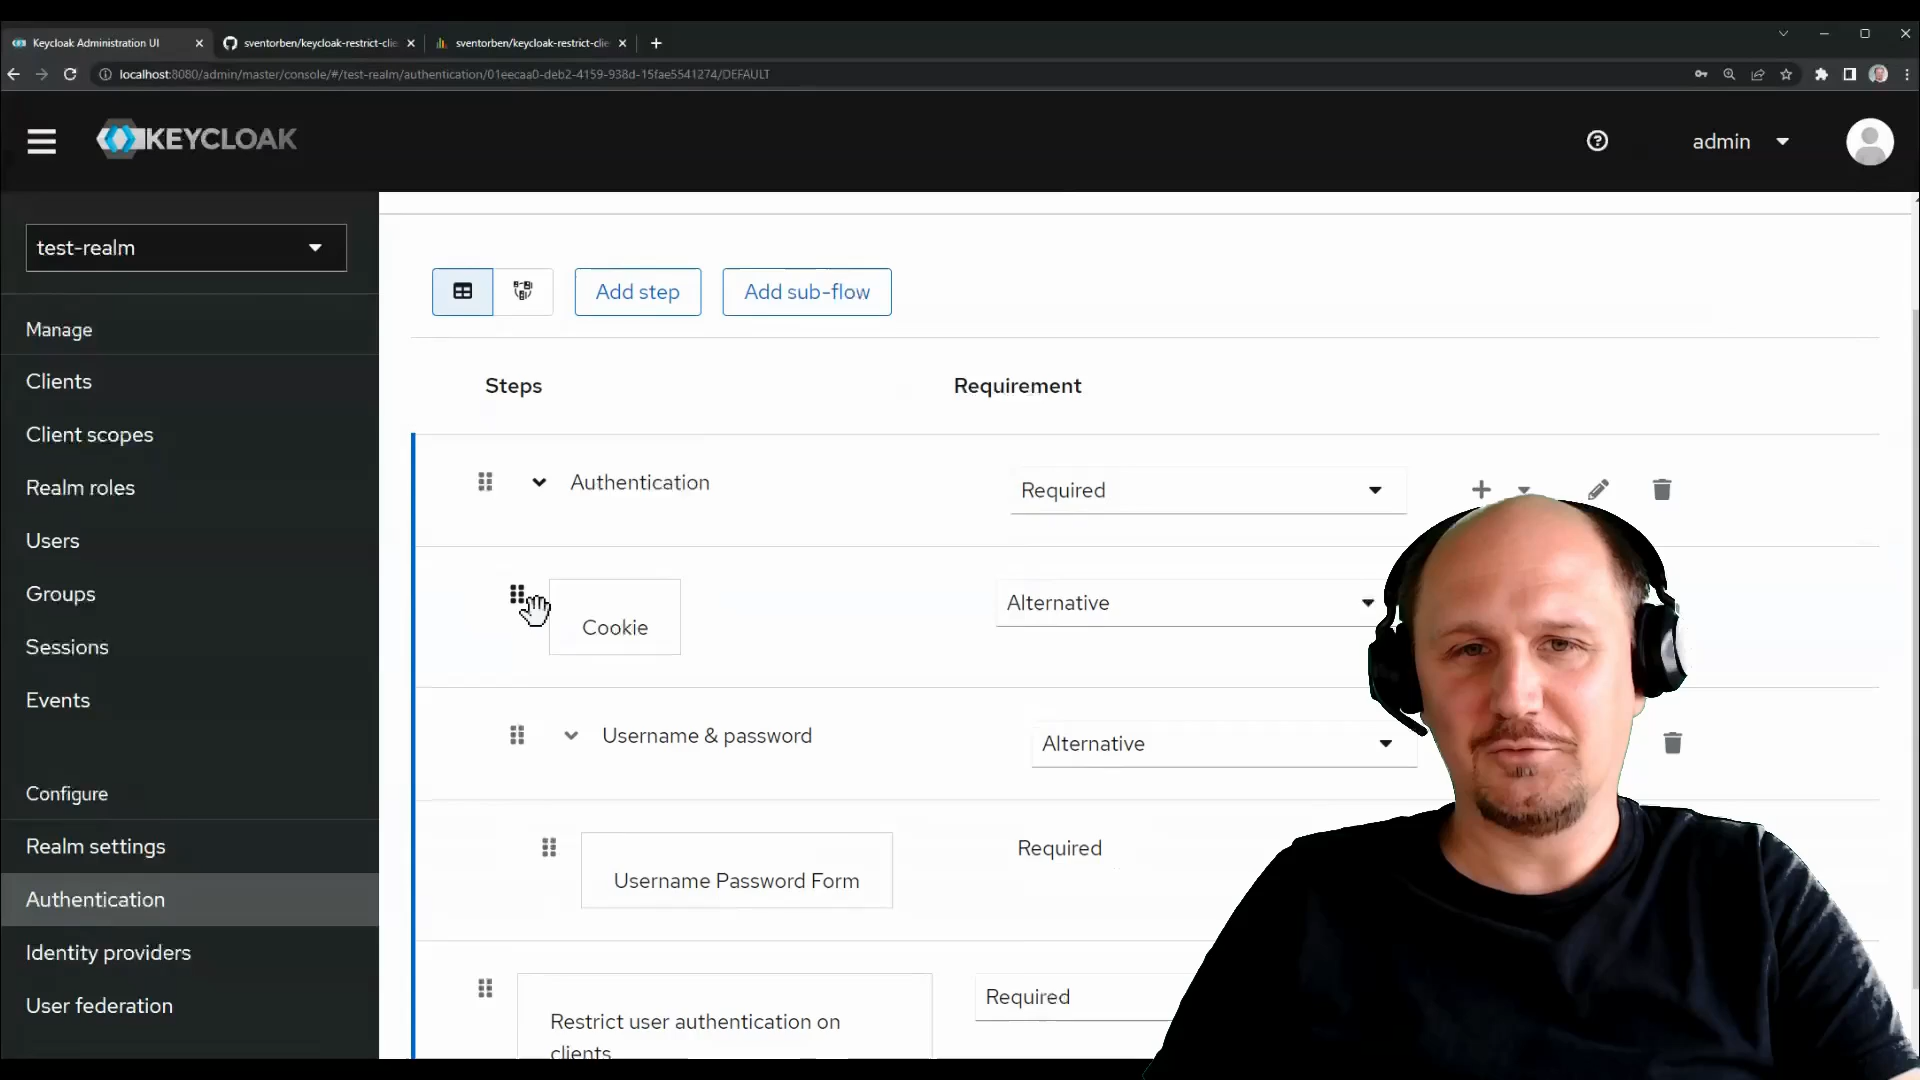 Keycloak Administration UI
sventorben/keycloak-restrict-clie
sventorben/keycloak-restrict-clie
localhost:8080/admin/master/console/#/test-realm/authentication/01eecaa0-deb2-4159-938d-15fae5541274/DEFAULT
KEYCLOAK
admin
test-realm
Manage
Clients
Client scopes
Realm roles
Users
Groups
Sessions
Events
Configure
Realm settings
Authentication
Identity providers
User federation
Add step
Add sub-flow
Steps
Requirement
Authentication
Required
Cookie
Alternative
Username & password
Alternative
Username Password Form
Required
Restrict user authentication on
clients
Required